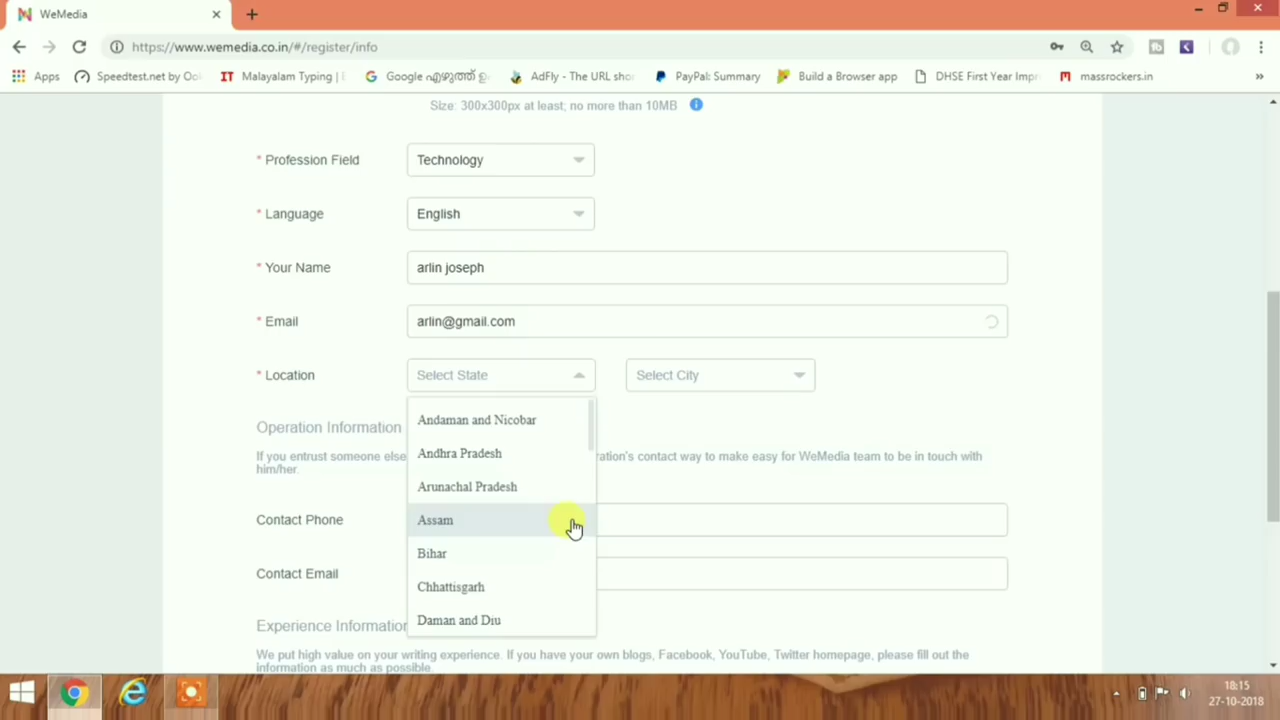 WeMedia
https://www.wemedia.co.in/#/register/info
Apps
Speedtest.net by Ool
Malayalam Typing | E
Google എഴുത്ത് ഉ
AdFly - The URL shor
PayPal: Summary
Build a Browser app
DHSE First Year Impr
massrockers.in
Size: 300x300px at least; no more than 10MB
* Profession Field
Technology
* Language
English
* Your Name
arlin joseph
* Email
arlin@gmail.com
* Location
Select State
Select City
Andaman and Nicobar
Operation Information
Andhra Pradesh
If you entrust someone else
ration's contact way to make easy for WeMedia team to be in touch with
him/her.
Arunachal Pradesh
Contact Phone
Assam
Bihar
Contact Email
Chhattisgarh
Daman and Diu
Experience Information
We put high value on your writing experience. If you have your own blogs, Facebook, YouTube, Twitter homepage, please fill out the
information as much as possible.
18:15
27-10-2018